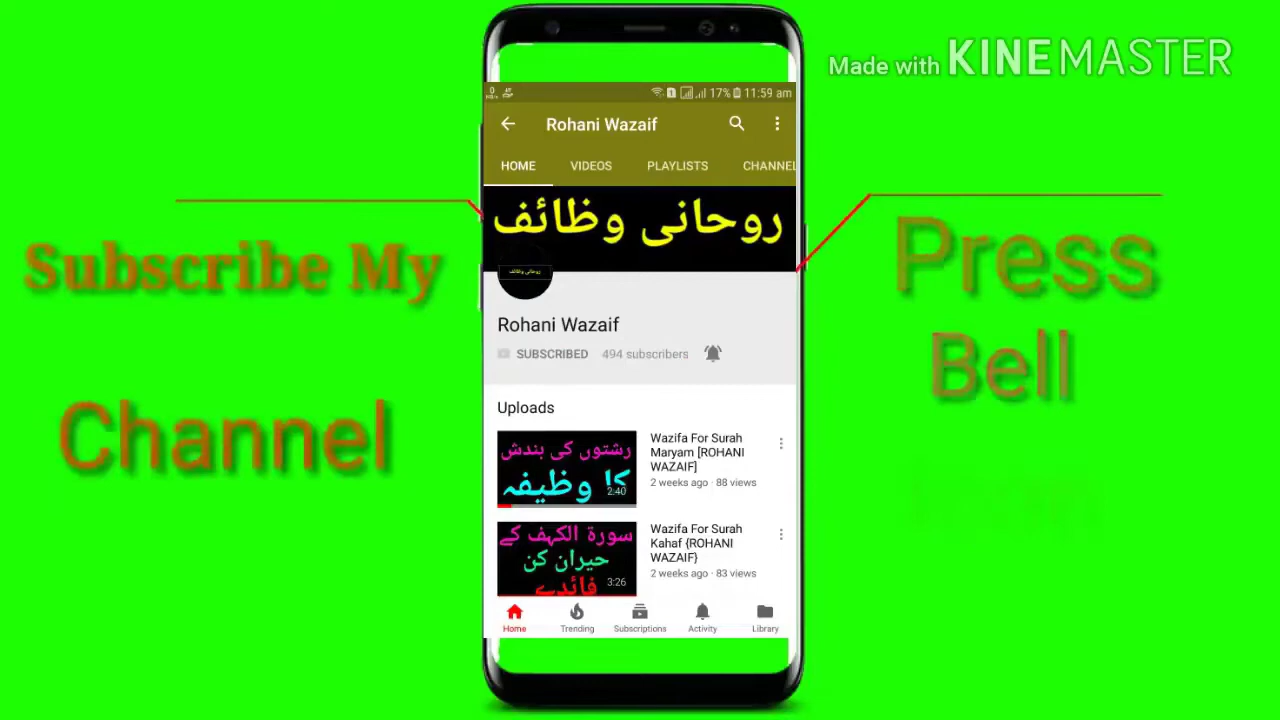 Made with KINEMASTER
17% 11:59 am
Rohani Wazaif
HOME VIDEOS PLAYLISTS CHANNEL
روحانی وظائف
روحانی وظائف
Rohani Wazaif
SUBSCRIBED 494 subscribers
Uploads
رشتوں کی بندش
کا وظیفہ
2:40
Wazifa For Surah
Maryam [ROHANI
WAZAIF]
2 weeks ago · 88 views
سورۃ الکہف کے
حیران کن
فائدے
3:26
Wazifa For Surah
Kahaf {ROHANI
WAZAIF}
2 weeks ago · 83 views
Home Trending Subscriptions Activity Library
Subscribe My
Channel
Press
Bell